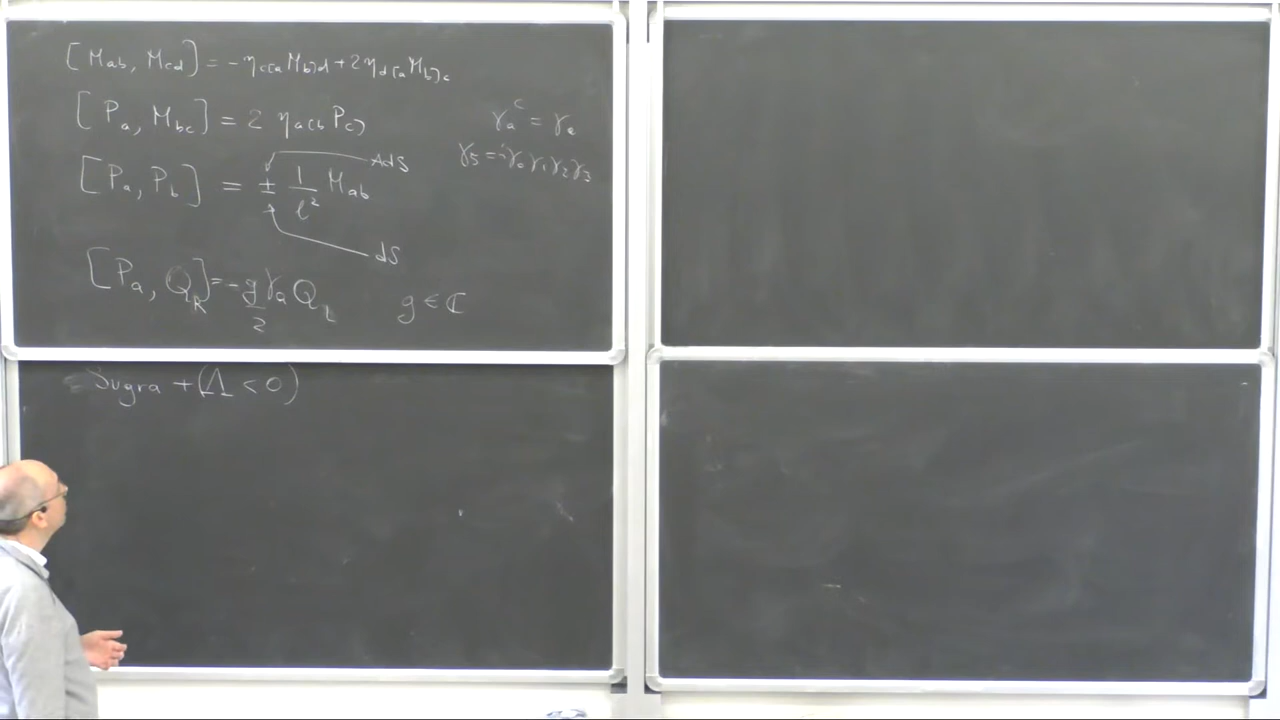 [M_ab, M_cd] = -η_c[a M_b]d + 2η_d[a M_b]c
[P_a, M_bc] = 2 η_a[b P_c]
γ_a^c = γ_a
γ_5 = iγ_0γ_1γ_2γ_3
[P_a, P_b] = ± 1/ℓ² M_ab
AdS
dS
[P_a, Q_R] = -g/2 γ_a Q_L
g ∈ ℂ
Sugra + (Λ < 0)